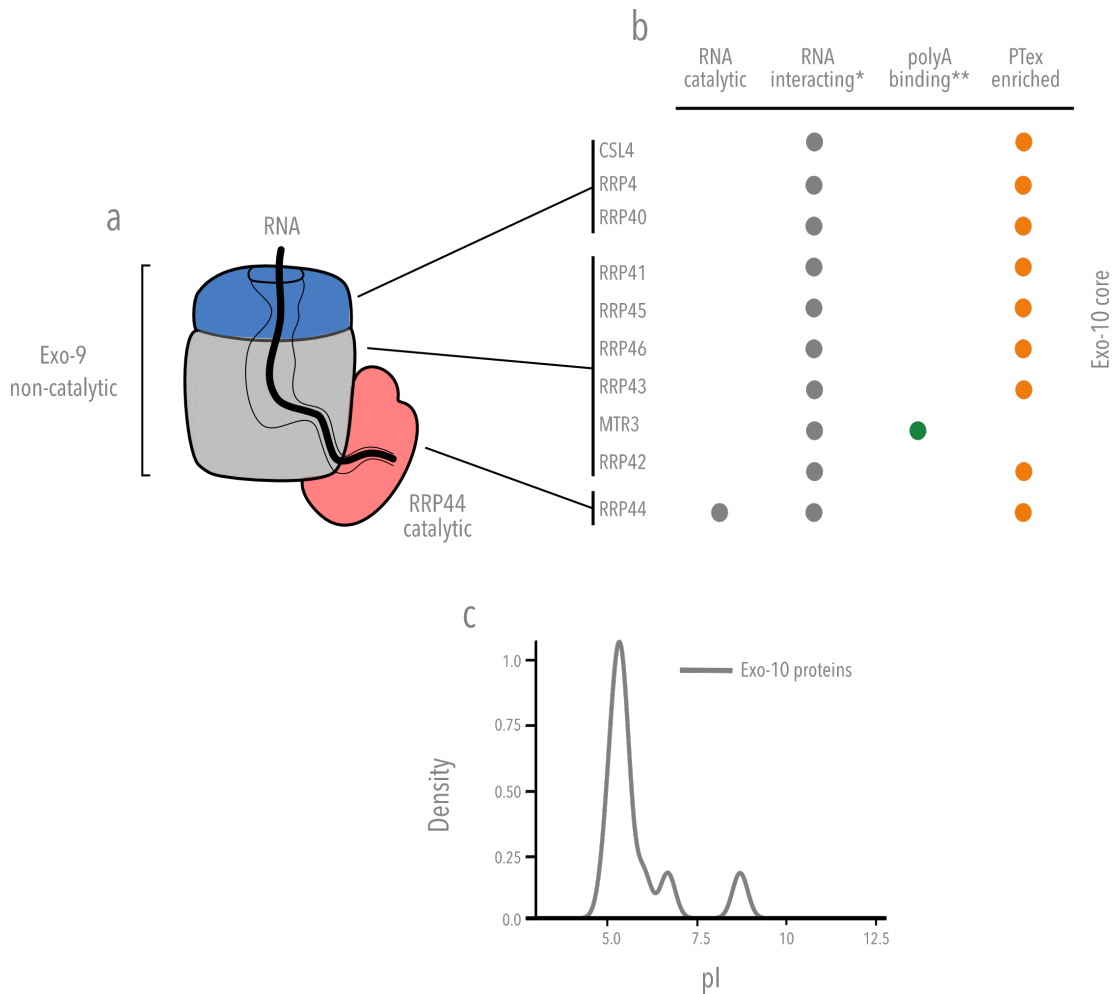 a
RNA
Exo-9
non-catalytic
RRP44
catalytic
b
RNA
catalytic
RNA
interacting*
polyA
binding**
PTex
enriched
CSL4
RRP4
RRP40
RRP41
RRP45
RRP46
RRP43
MTR3
RRP42
RRP44
Exo-10 core
c
Density
1.0
0.75
0.50
0.25
0.0
Exo-10 proteins
5.0
7.5
10
12.5
pI